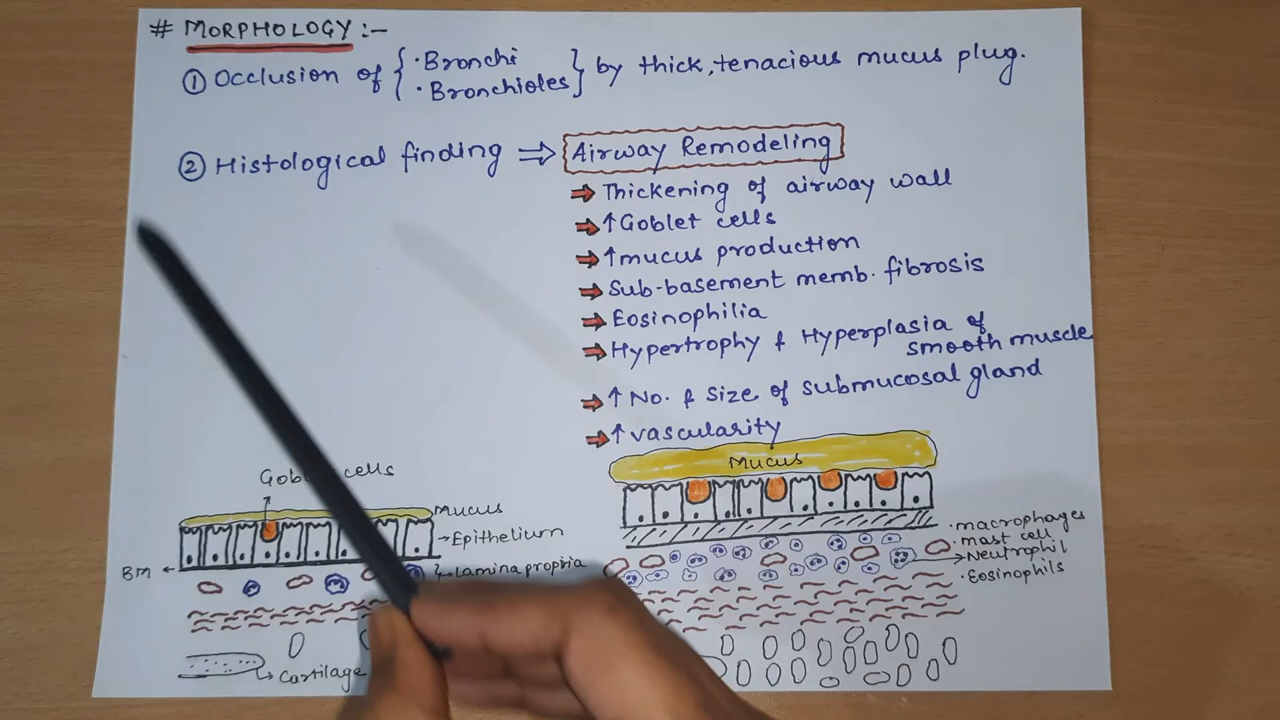 # MORPHOLOGY :-
① Occlusion of { · Bronchi · Bronchioles } by thick, tenacious mucus plug.
② Histological finding ⇒ Airway Remodeling
➡ Thickening of airway wall
➡ ↑Goblet cells
➡ ↑mucus production
➡ Sub-basement memb. fibrosis
➡ Eosinophilia
➡ Hypertrophy & Hyperplasia of smooth muscle
➡ ↑ No. & size of submucosal gland
➡ ↑ vascularity
Mucus
cells
Mucus
Epithelium
BM
Lamina propria
Cartilage
· macrophages
· mast cell
Neutrophil
· Eosinophils